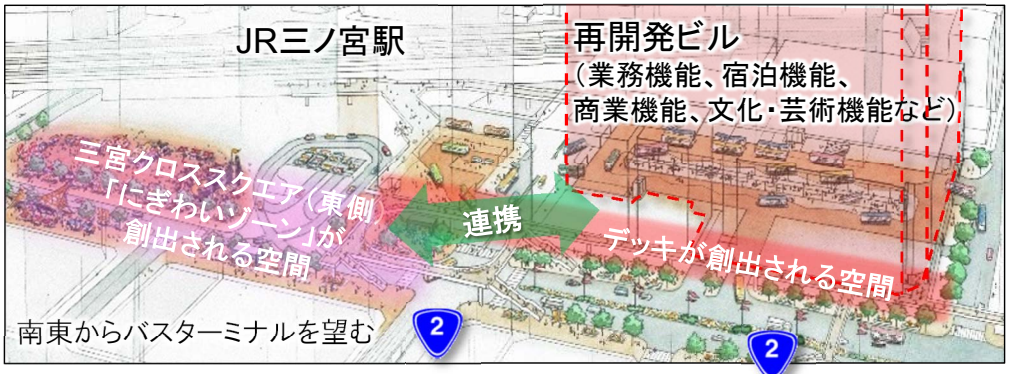 JR三ノ宮駅
再開発ビル
（業務機能、宿泊機能、
商業機能、文化・芸術機能など）
三宮クロススクエア（東側）
「にぎわいゾーン」が
創出される空間
連携
デッキが創出される空間
南東からバスターミナルを望む
2
2